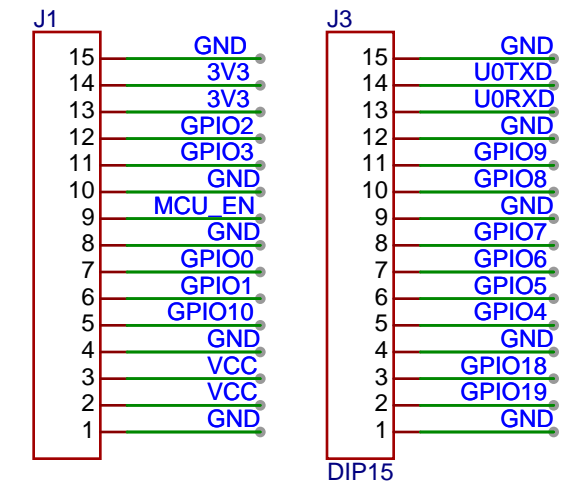 J1
15 GND
14 3V3
13 3V3
12 GPIO2
11 GPIO3
10 GND
9 MCU_EN
8 GND
7 GPIO0
6 GPIO1
5 GPIO10
4 GND
3 VCC
2 VCC
1 GND
J3
15 GND
14 U0TXD
13 U0RXD
12 GND
11 GPIO9
10 GPIO8
9 GND
8 GPIO7
7 GPIO6
6 GPIO5
5 GPIO4
4 GND
3 GPIO18
2 GPIO19
1 GND
DIP15